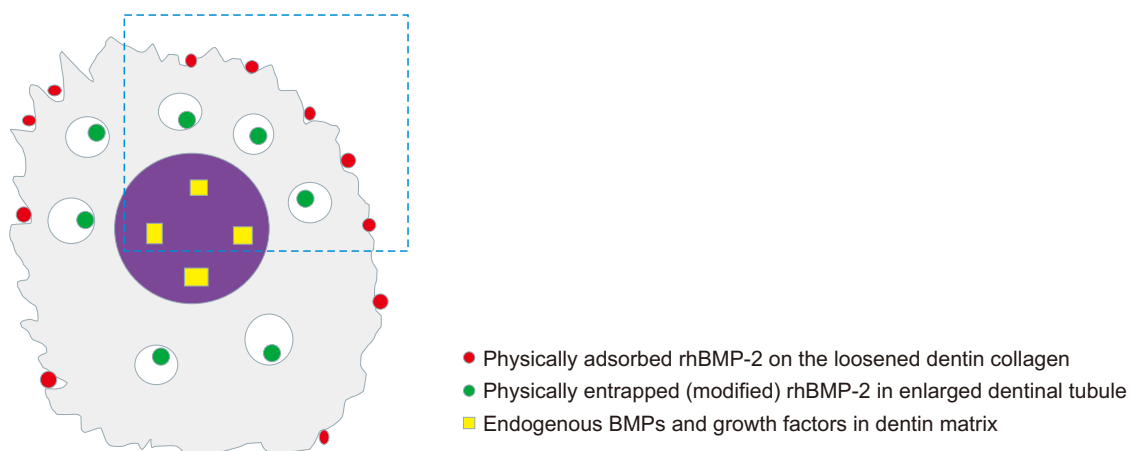 Physically adsorbed rhBMP-2 on the loosened dentin collagen
Physically entrapped (modified) rhBMP-2 in enlarged dentinal tubule
Endogenous BMPs and growth factors in dentin matrix